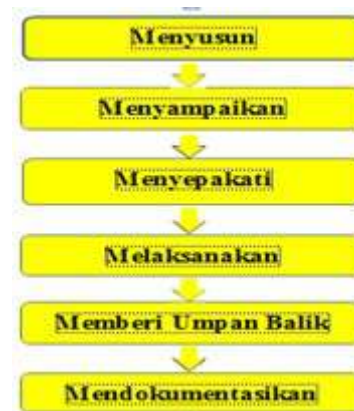 Menyusun
Menyampaikan
Menyepakati
Melaksanakan
Memberi Umpan Balik
Mendokumentasikan